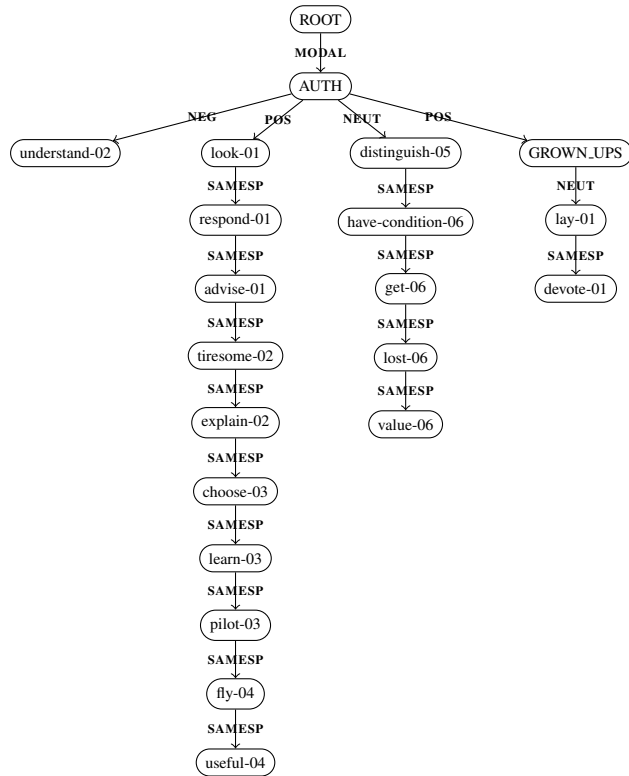 ROOT
MODAL
AUTH
NEG POS NEUT POS
understand-02 look-01 distinguish-05 GROWN_UPS
SAMESP SAMESP NEUT
respond-01 have-condition-06 lay-01
SAMESP SAMESP SAMESP
advise-01 get-06 devote-01
SAMESP SAMESP
tiresome-02 lost-06
SAMESP SAMESP
explain-02 value-06
SAMESP
choose-03
SAMESP
learn-03
SAMESP
pilot-03
SAMESP
fly-04
SAMESP
useful-04